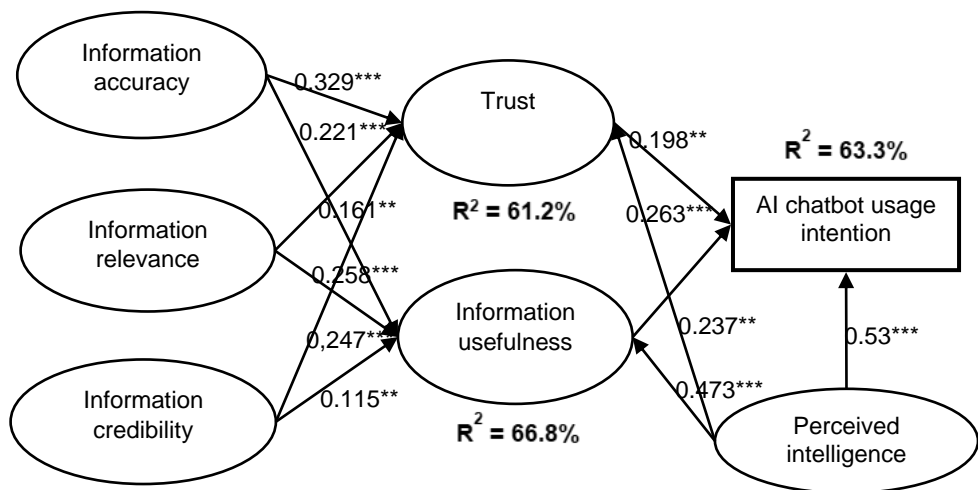 Information
accuracy
0.329***
0.221***
0.161**
0.258***
0,247***
0.115**
Information
relevance
Information
credibility
Trust
R² = 61.2%
Information
usefulness
R² = 66.8%
0.198**
0.263***
0.237**
0.473***
R² = 63.3%
AI chatbot usage
intention
0.53***
Perceived
intelligence